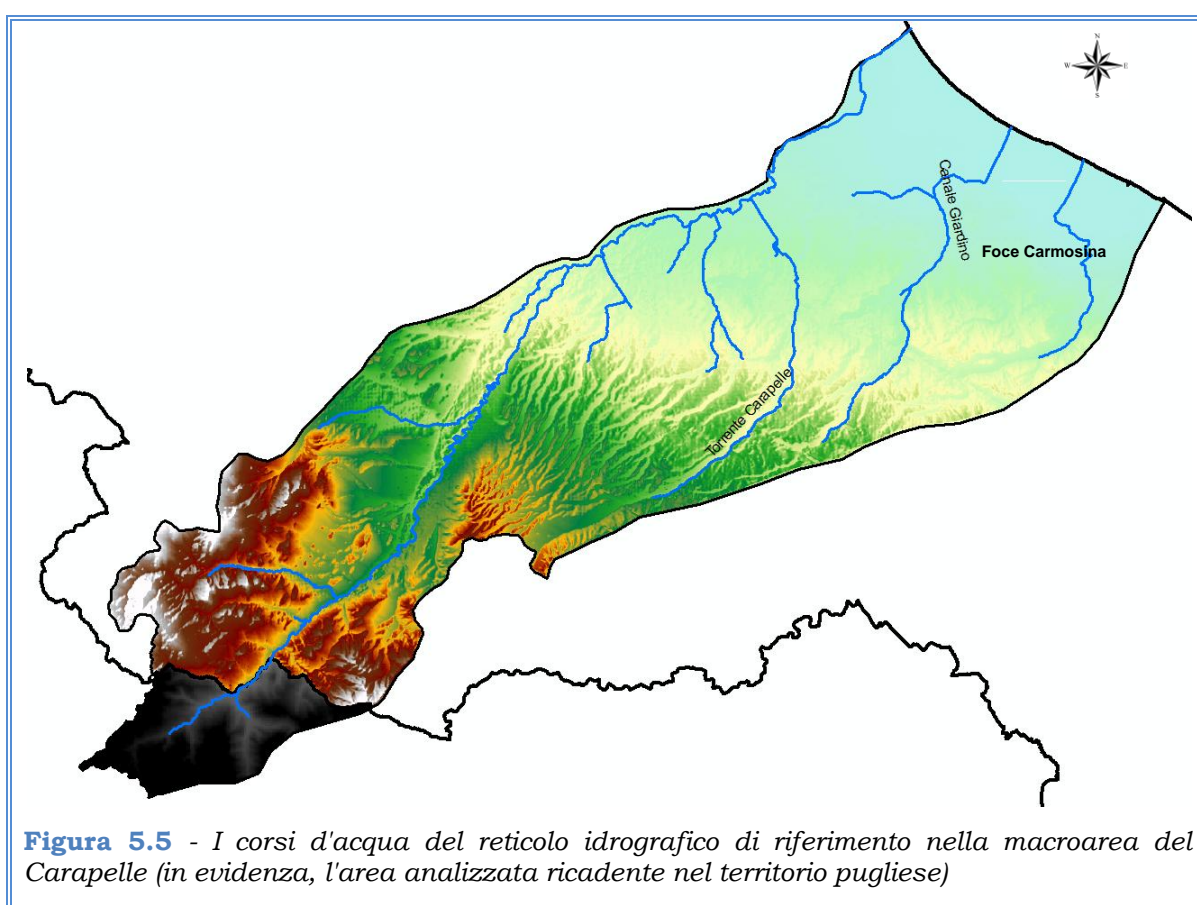 N
W E
S
Canale Giardino
Foce Carmosina
Torrente Carapelle
Figura 5.5 - I corsi d'acqua del reticolo idrografico di riferimento nella macroarea del
Carapelle (in evidenza, l'area analizzata ricadente nel territorio pugliese)